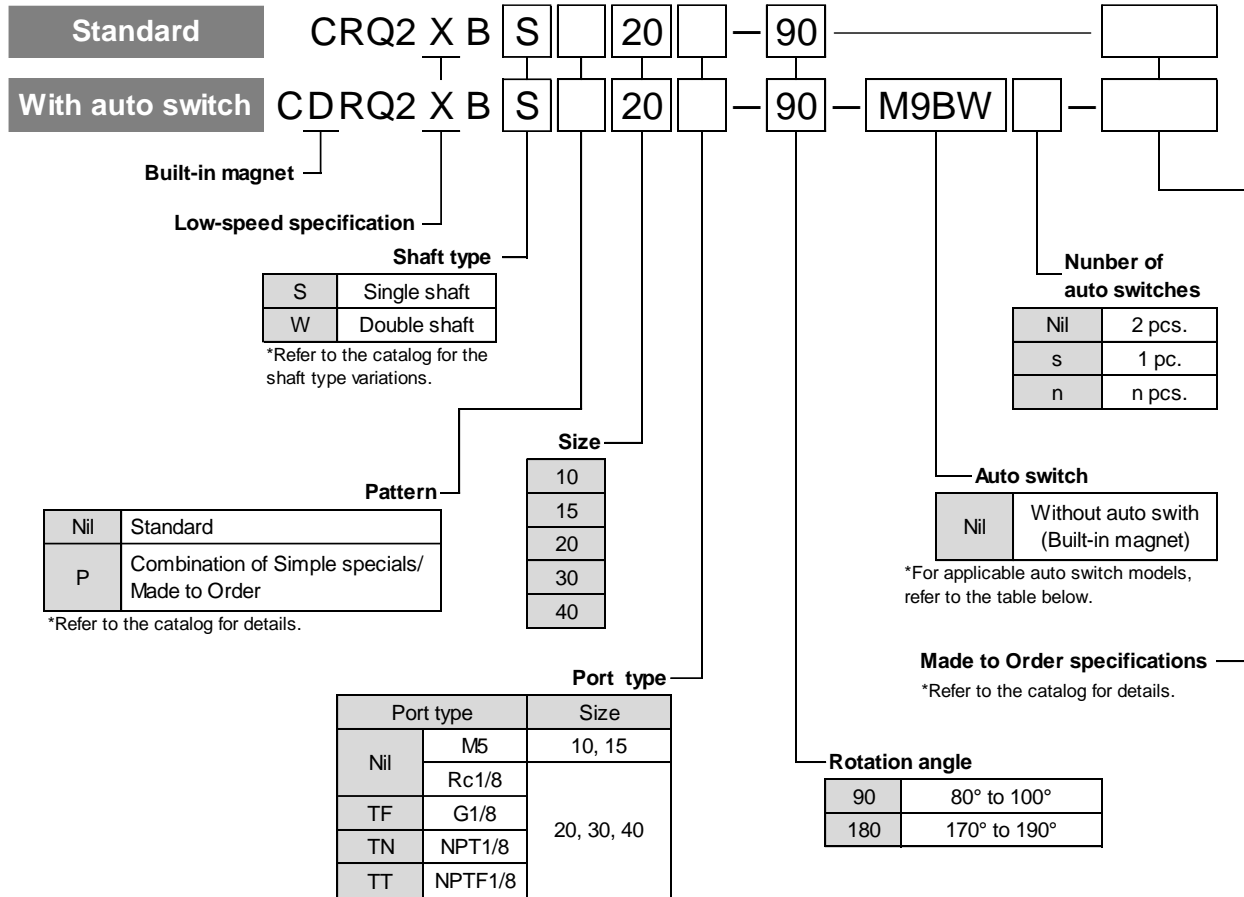 Standard CRQ2 X B S 20 – 90
With auto switch CDRQ2 X B S 20 – 90 – M9BW –
Built-in magnet
Low-speed specification
Shaft type
S Single shaft
W Double shaft
*Refer to the catalog for the
shaft type variations.
Nunber of
auto switches
Nil 2 pcs.
s 1 pc.
n n pcs.
Size
10
15
20
30
40
Pattern
Nil Standard
P Combination of Simple specials/
Made to Order
*Refer to the catalog for details.
Auto switch
Nil Without auto swith
(Built-in magnet)
*For applicable auto switch models,
refer to the table below.
Made to Order specifications
*Refer to the catalog for details.
Port type
Port type Size
Nil M5 10, 15
Rc1/8 20, 30, 40
TF G1/8
TN NPT1/8
TT NPTF1/8
Rotation angle
90 80° to 100°
180 170° to 190°